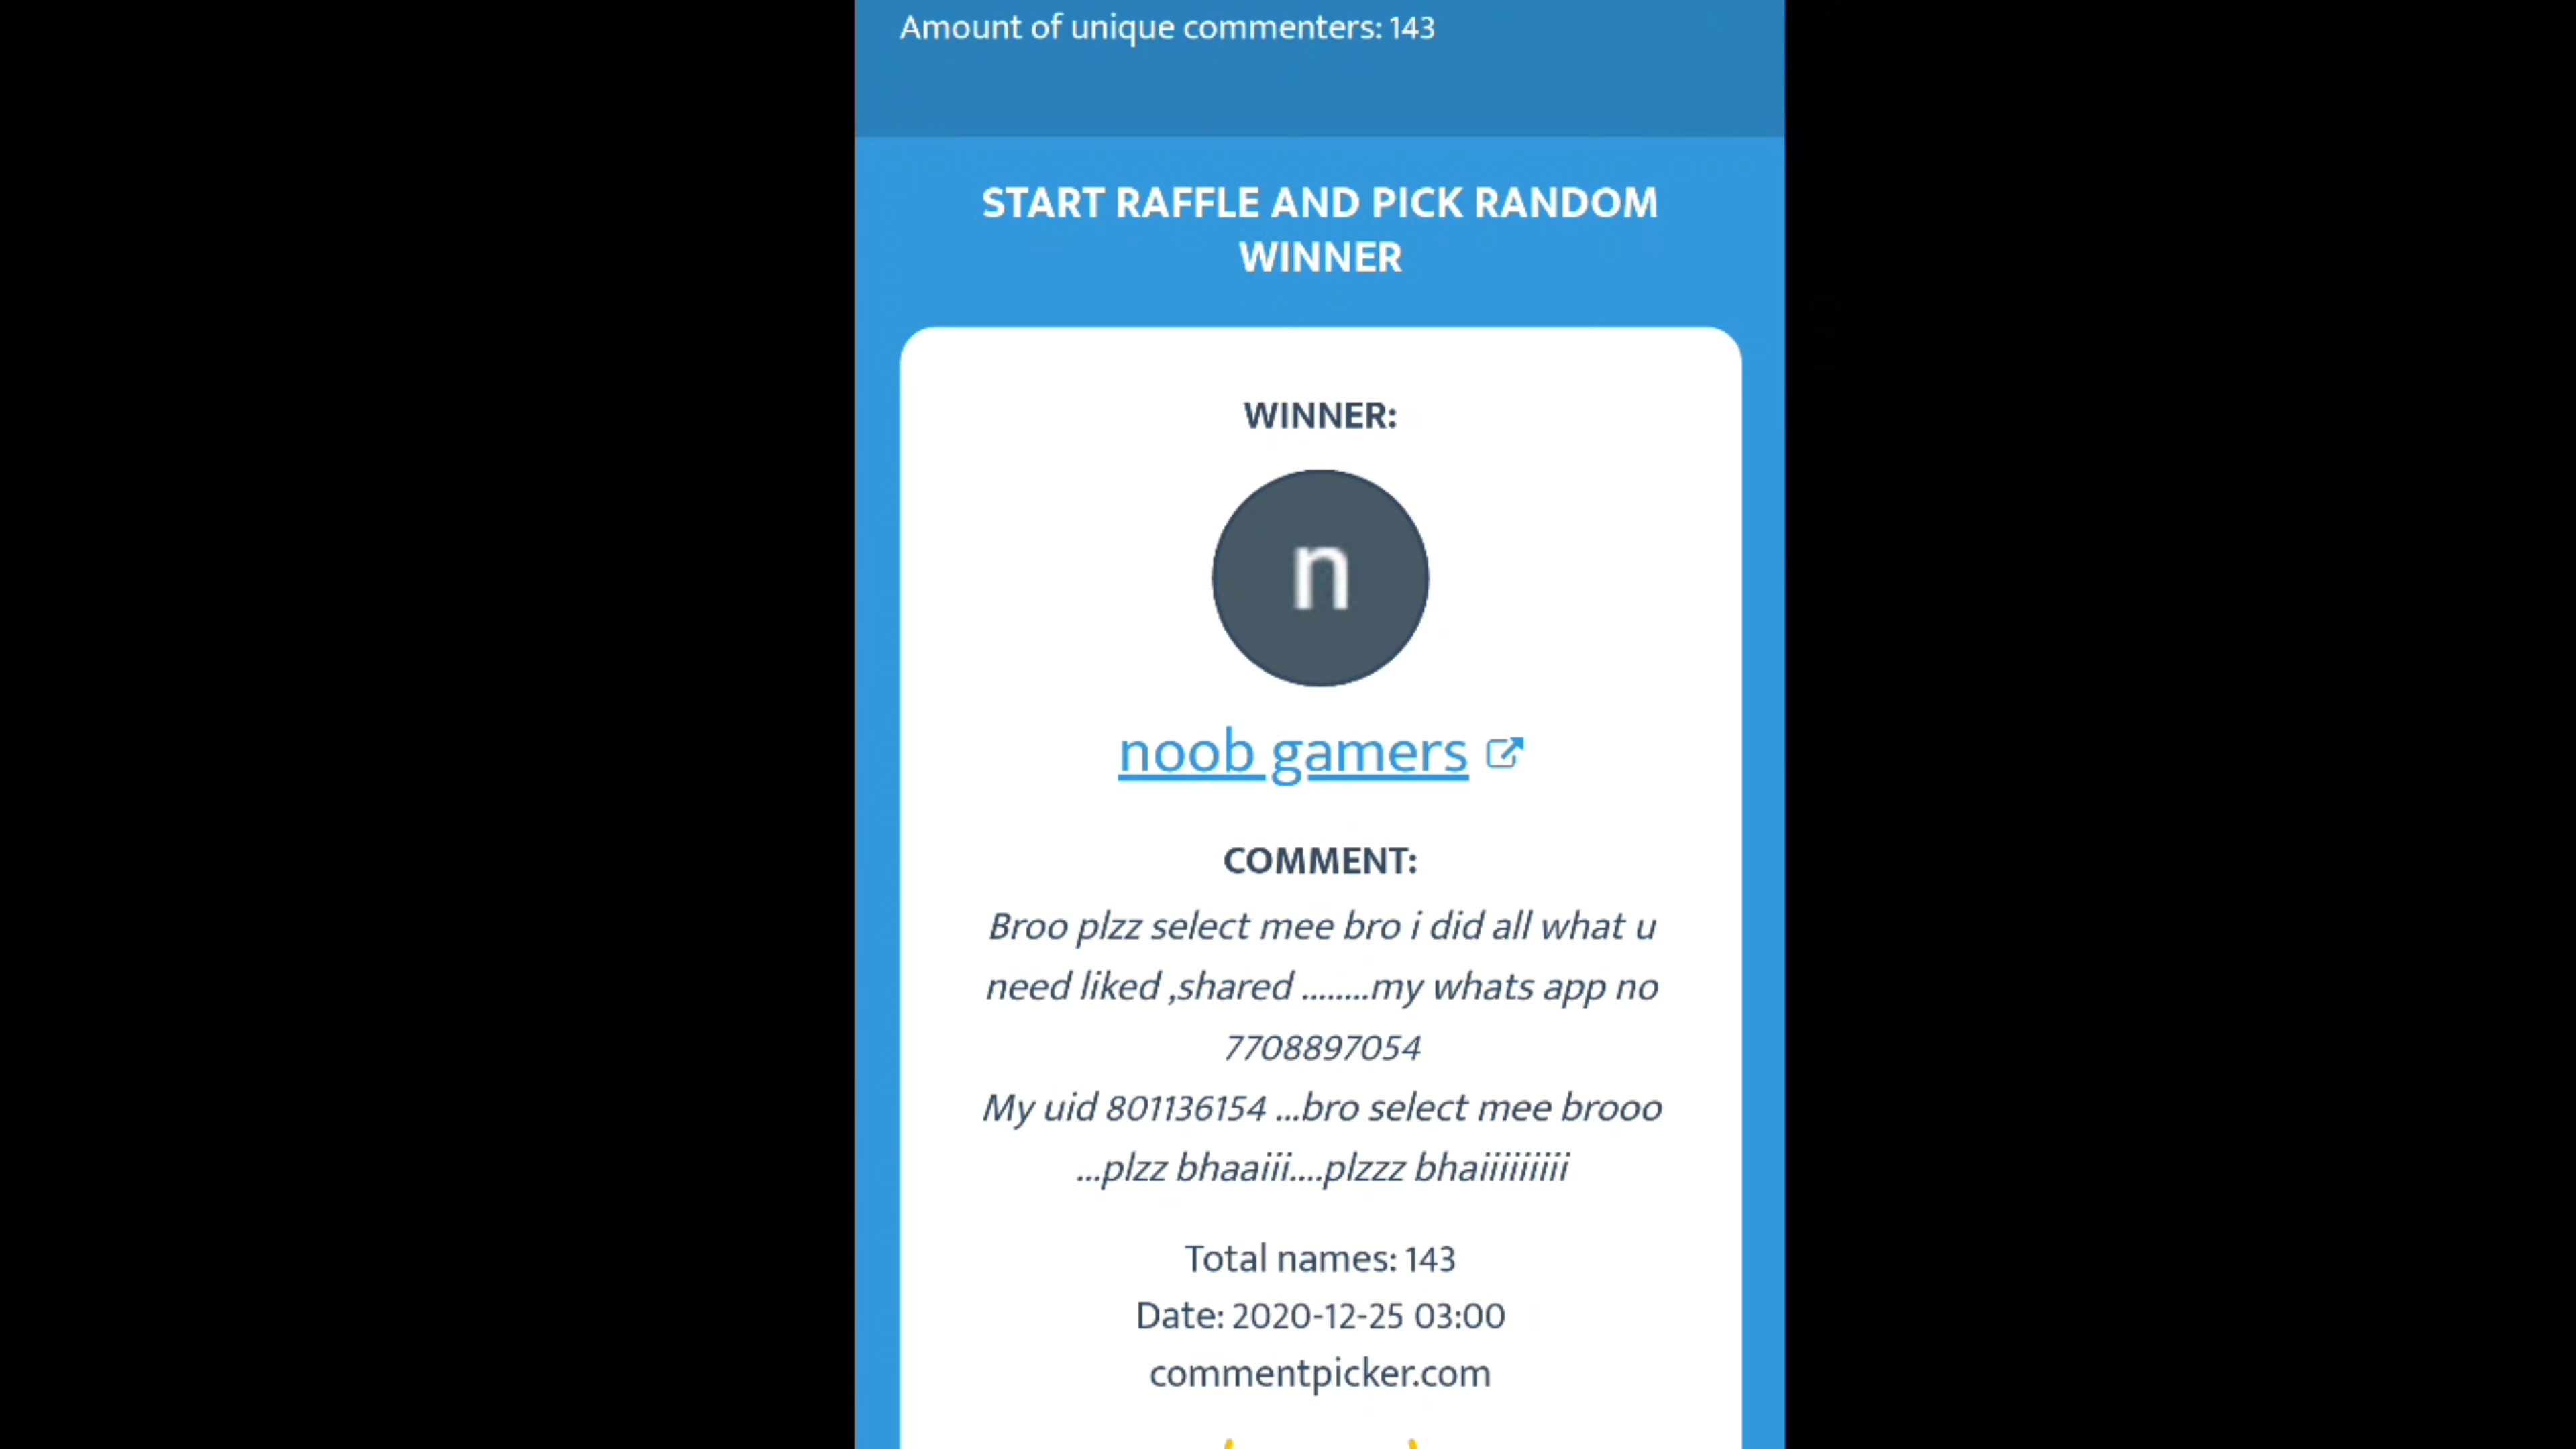 Amount of unique commenters: 143
START RAFFLE AND PICK RANDOM
WINNER
WINNER:
n
noob gamers
COMMENT:
Broo plzz select mee bro i did all what u
need liked ,shared ........my whats app no
7708897054
My uid 801136154 ...bro select mee brooo
...plzz bhaaiii....plzzz bhaiiiiiiiiii
Total names: 143
Date: 2020-12-25 03:00
commentpicker.com